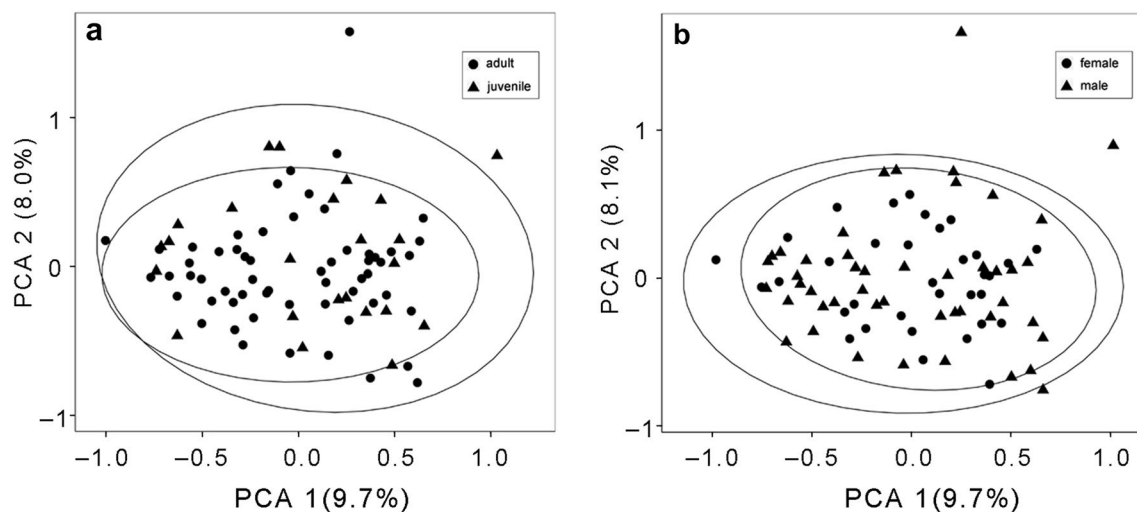 a
adult
juvenile
PCA 2 (8.0%)
1
0
–1
–1.0 –0.5 0.0 0.5 1.0
PCA 1(9.7%)
b
female
male
PCA 2 (8.1%)
1
0
–1
–1.0 –0.5 0.0 0.5 1.0
PCA 1(9.7%)